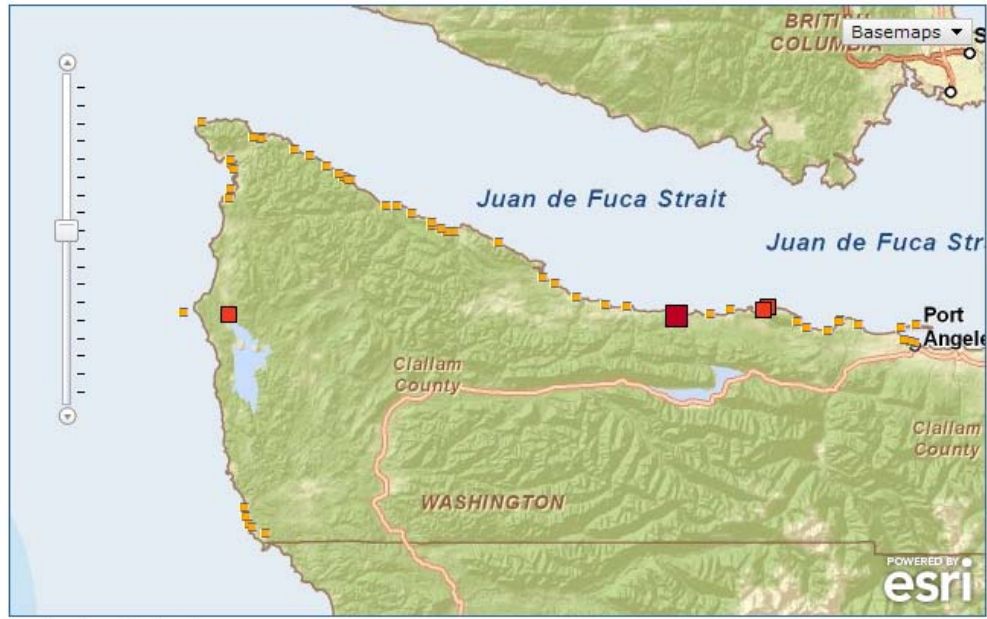 BRITI
COLUMBIA
Basemaps
S
Juan de Fuca Strait
Juan de Fuca Str
Port
Angele
Clallam
County
Clallam
County
WASHINGTON
POWERED BY
esri